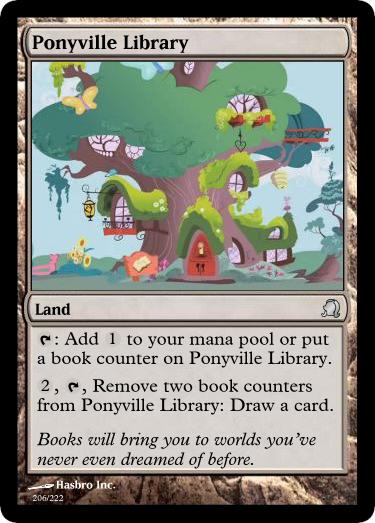 Ponyville Library
Land
: Add 1 to your mana pool or put
a book counter on Ponyville Library.
2, , Remove two book counters
from Ponyville Library: Draw a card.
Books will bring you to worlds you've
never even dreamed of before.
Hasbro Inc.
206/222